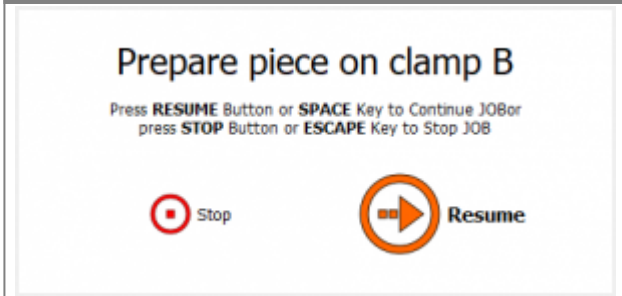 Prepare piece on clamp B
Press RESUME Button or SPACE Key to Continue JOBor
press STOP Button or ESCAPE Key to Stop JOB
Stop
Resume